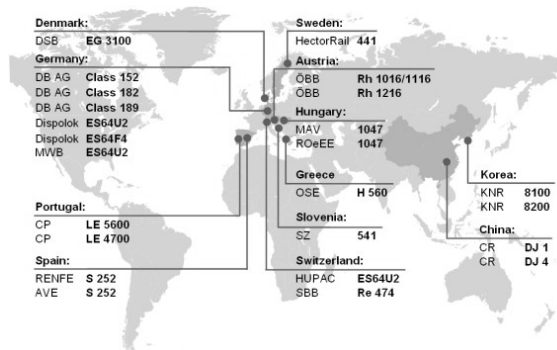 Denmark:
DSB EG 3100
Germany:
DB AG Class 152
DB AG Class 182
DB AG Class 189
Dispolok ES64U2
Dispolok ES64F4
MWB ES64U2
Portugal:
CP LE 5600
CP LE 4700
Spain:
RENFE S 252
AVE S 252
Sweden:
HectorRail 441
Austria:
ÖBB Rh 1016/1116
ÖBB Rh 1216
Hungary:
MAV 1047
ROeEE 1047
Greece
OSE H 560
Slovenia:
SZ 541
Switzerland:
HUPAC ES64U2
SBB Re 474
Korea:
KNR 8100
KNR 8200
China:
CR DJ 1
CR DJ 4